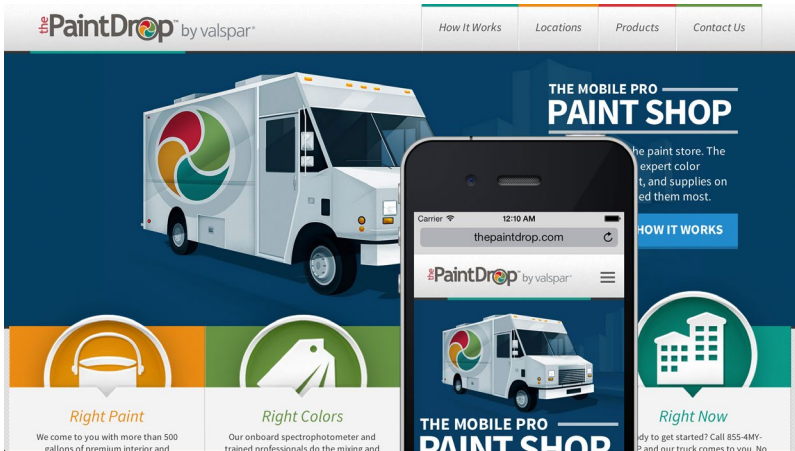 the PaintDrop™ by valspar®
How It Works
Locations
Products
Contact Us
THE MOBILE PRO
PAINT SHOP
he paint store. The
expert color
t, and supplies on
ed them most.
HOW IT WORKS
Carrier 12:10 AM
thepaintdrop.com
the PaintDrop™ by valspar®
THE MOBILE PRO
PAINT SHOP
Right Paint
We come to you with more than 500
gallons of premium interior and
Right Colors
Our onboard spectrophotometer and
trained professionals do the mixing and
Right Now
dy to get started? Call 855-4MY-
P and our truck comes to you. No